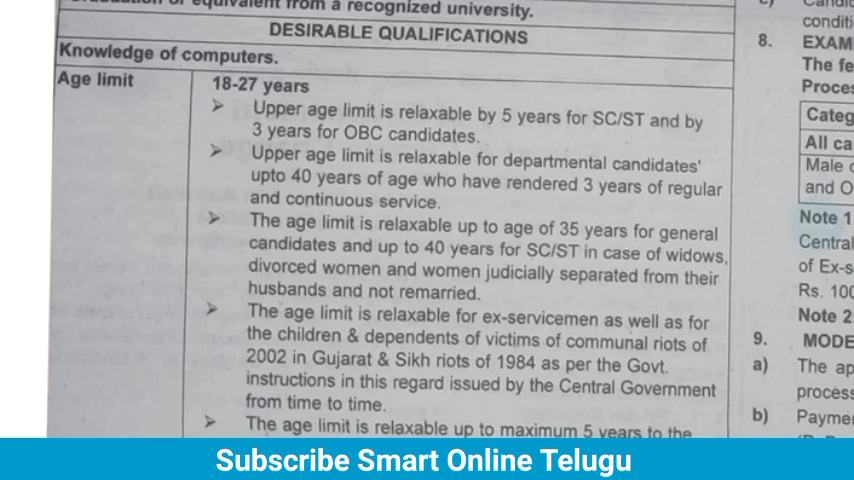 or equivalent from a recognized university.
DESIRABLE QUALIFICATIONS
Knowledge of computers.
Age limit
18-27 years
➢ Upper age limit is relaxable by 5 years for SC/ST and by
3 years for OBC candidates.
➢ Upper age limit is relaxable for departmental candidates'
upto 40 years of age who have rendered 3 years of regular
and continuous service.
➢ The age limit is relaxable up to age of 35 years for general
candidates and up to 40 years for SC/ST in case of widows,
divorced women and women judicially separated from their
husbands and not remarried.
➢ The age limit is relaxable for ex-servicemen as well as for
the children & dependents of victims of communal riots of
2002 in Gujarat & Sikh riots of 1984 as per the Govt.
instructions in this regard issued by the Central Government
from time to time.
➢ The age limit is relaxable up to maximum 5 years to the
conditi
8. EXAM
The fe
Proces
Categ
All ca
Male
and O
Note 1
Central
of Ex-s
Rs. 100
Note 2
9. MODE
a) The ap
process
b) Paymen
Subscribe Smart Online Telugu